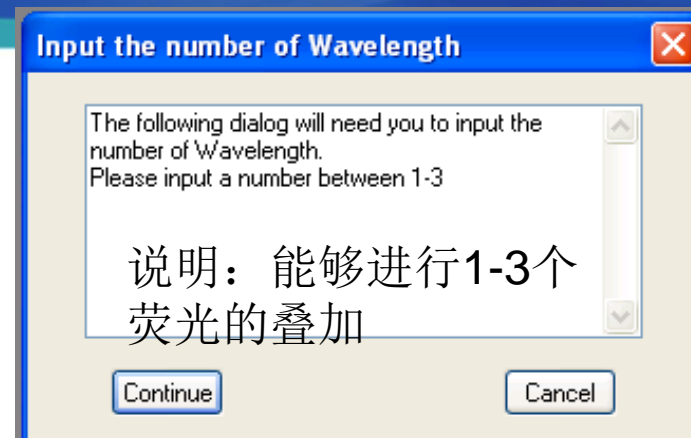 Input the number of Wavelength
The following dialog will need you to input the
number of Wavelength.
Please input a number between 1-3
说明：能够进行1-3个
荧光的叠加
Continue
Cancel